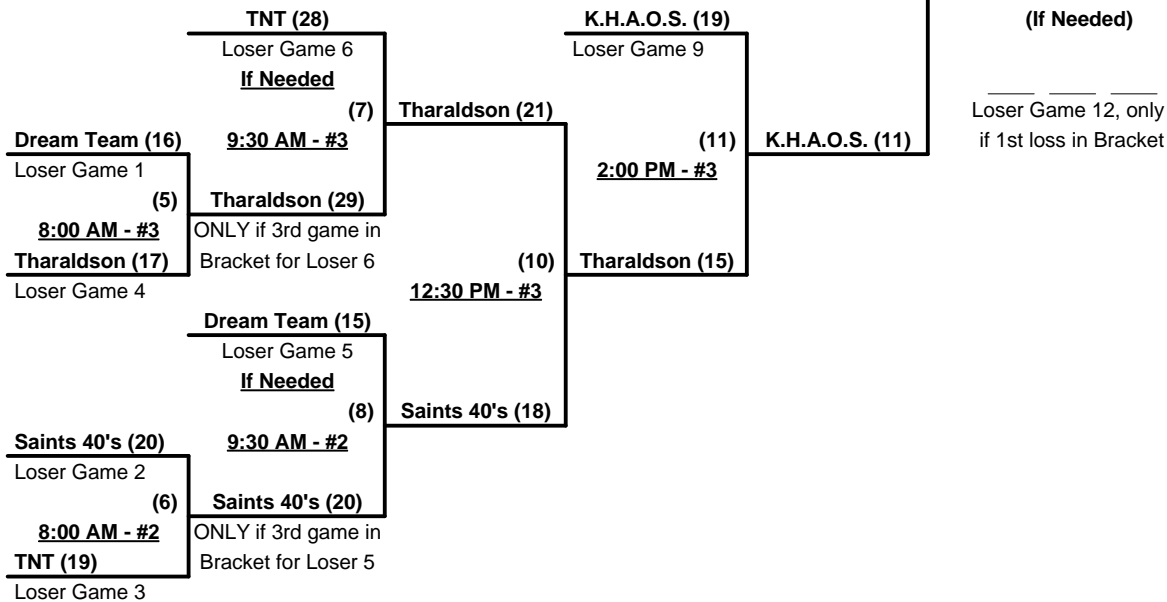 TNT (28)
K.H.A.O.S. (19)
(If Needed)
Loser Game 6
Loser Game 9
If Needed
___ ___ ___
(7)
Tharaldson (21)
Loser Game 12, only
Dream Team (16)
9:30 AM - #3
(11)
K.H.A.O.S. (11)
if 1st loss in Bracket
Loser Game 1
2:00 PM - #3
(5)
Tharaldson (29)
8:00 AM - #3
ONLY if 3rd game in
Tharaldson (17)
Bracket for Loser 6
(10)
Tharaldson (15)
Loser Game 4
12:30 PM - #3
Dream Team (15)
Loser Game 5
If Needed
(8)
Saints 40's (18)
Saints 40's (20)
9:30 AM - #2
Loser Game 2
(6)
Saints 40's (20)
8:00 AM - #2
ONLY if 3rd game in
TNT (19)
Bracket for Loser 5
Loser Game 3